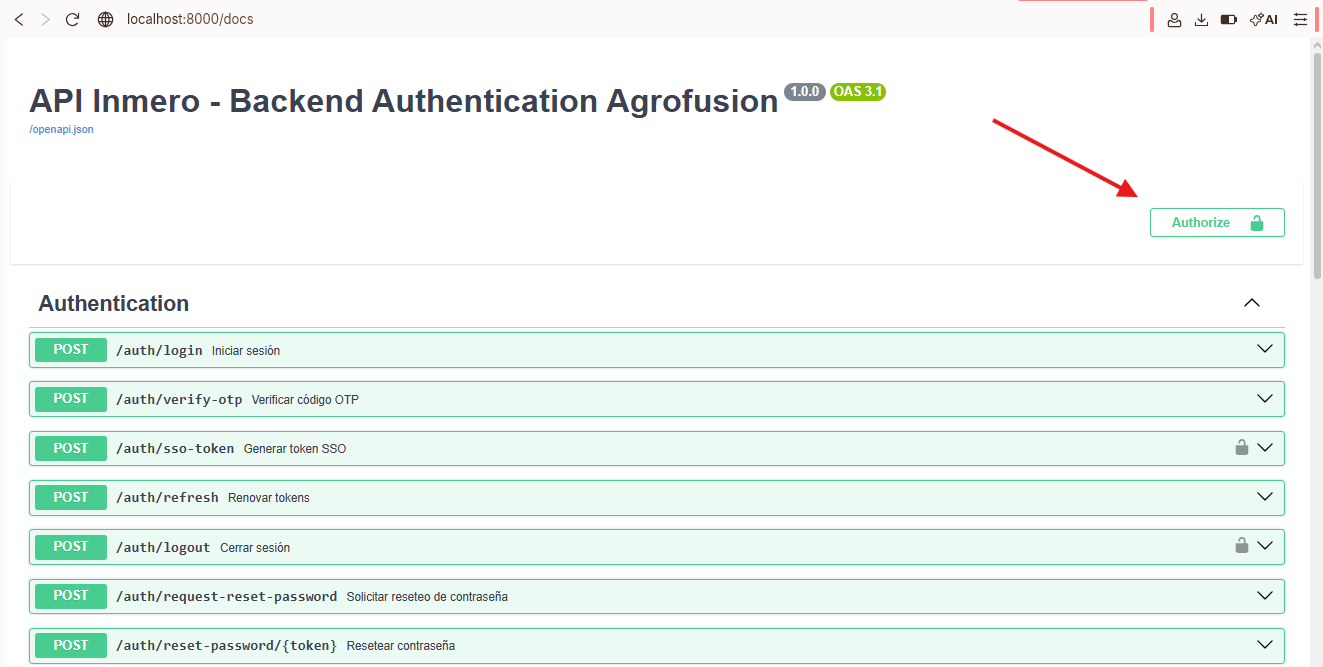 localhost:8000/docs
AI
API Inmero - Backend Authentication Agrofusion 1.0.0 OAS 3.1
/openapi.json
Authorize
Authentication
POST /auth/login Iniciar sesión
POST /auth/verify-otp Verificar código OTP
POST /auth/sso-token Generar token SSO
POST /auth/refresh Renovar tokens
POST /auth/logout Cerrar sesión
POST /auth/request-reset-password Solicitar reseteo de contraseña
POST /auth/reset-password/{token} Resetear contraseña